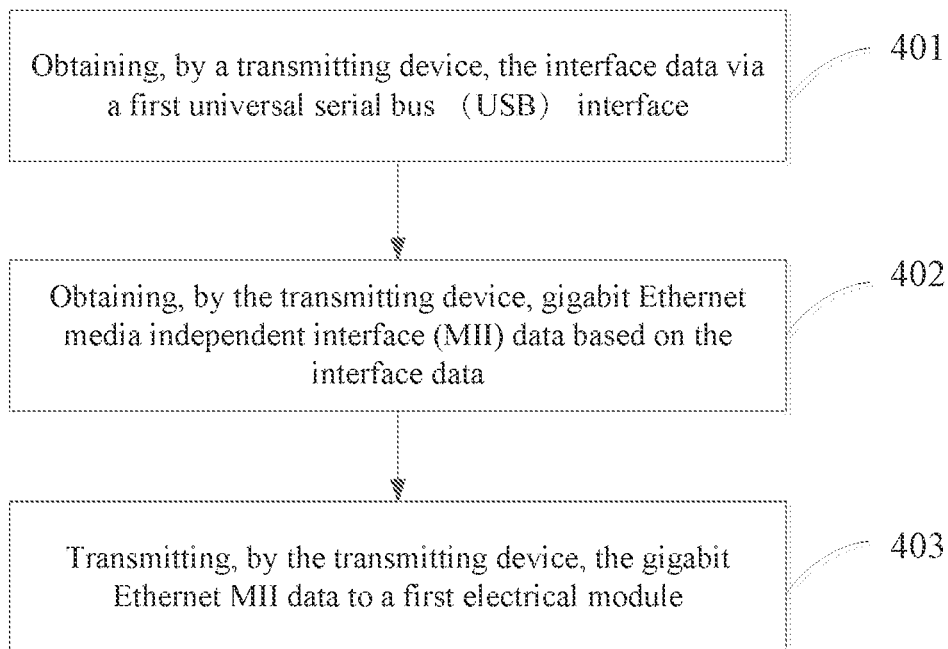 Obtaining, by a transmitting device, the interface data via
a first universal serial bus （USB） interface
401
Obtaining, by the transmitting device, gigabit Ethernet
media independent interface (MII) data based on the
interface data
402
Transmitting, by the transmitting device, the gigabit
Ethernet MII data to a first electrical module
403